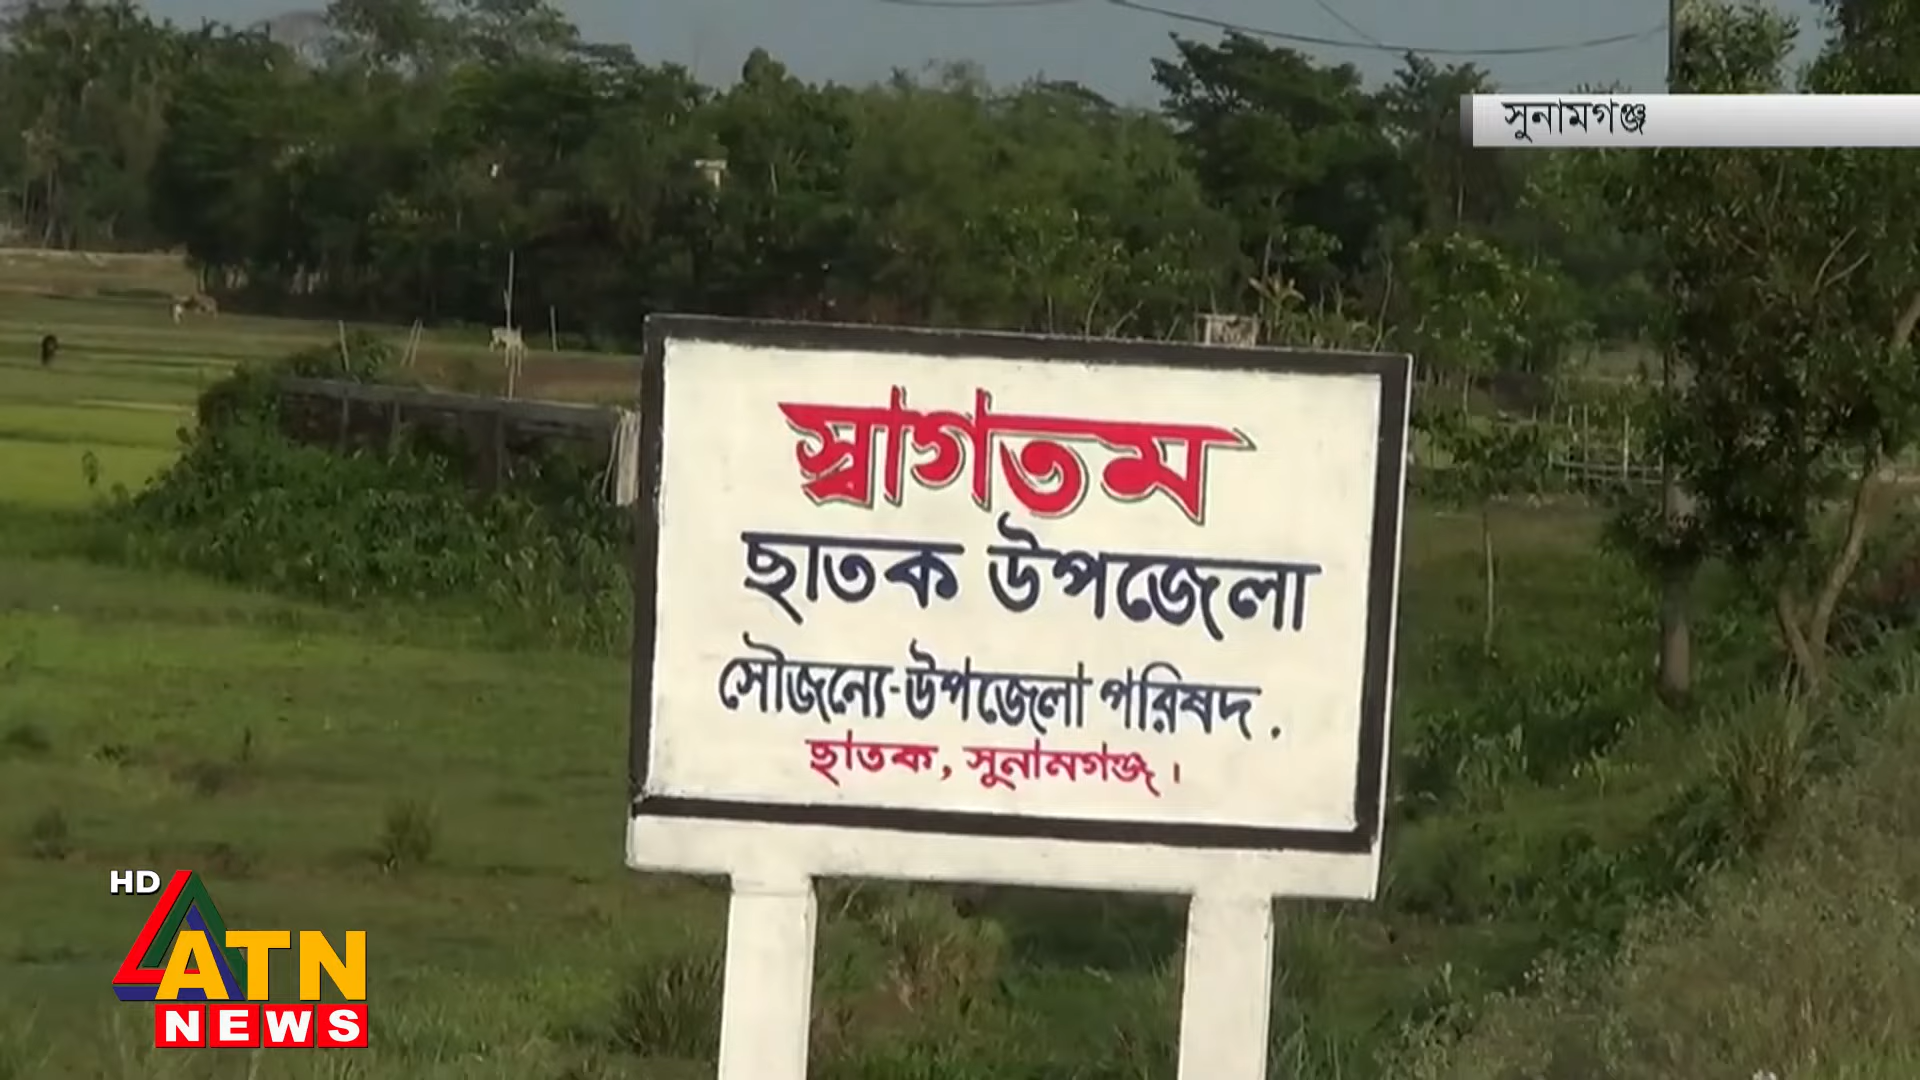 সুনামগঞ্জ
স্বাগতম
ছাতক উপজেলা
সৌজন্যে-উপজেলা পরিষদ.
ছাতক, সুনামগঞ্জ।
HD
ATN
NEWS